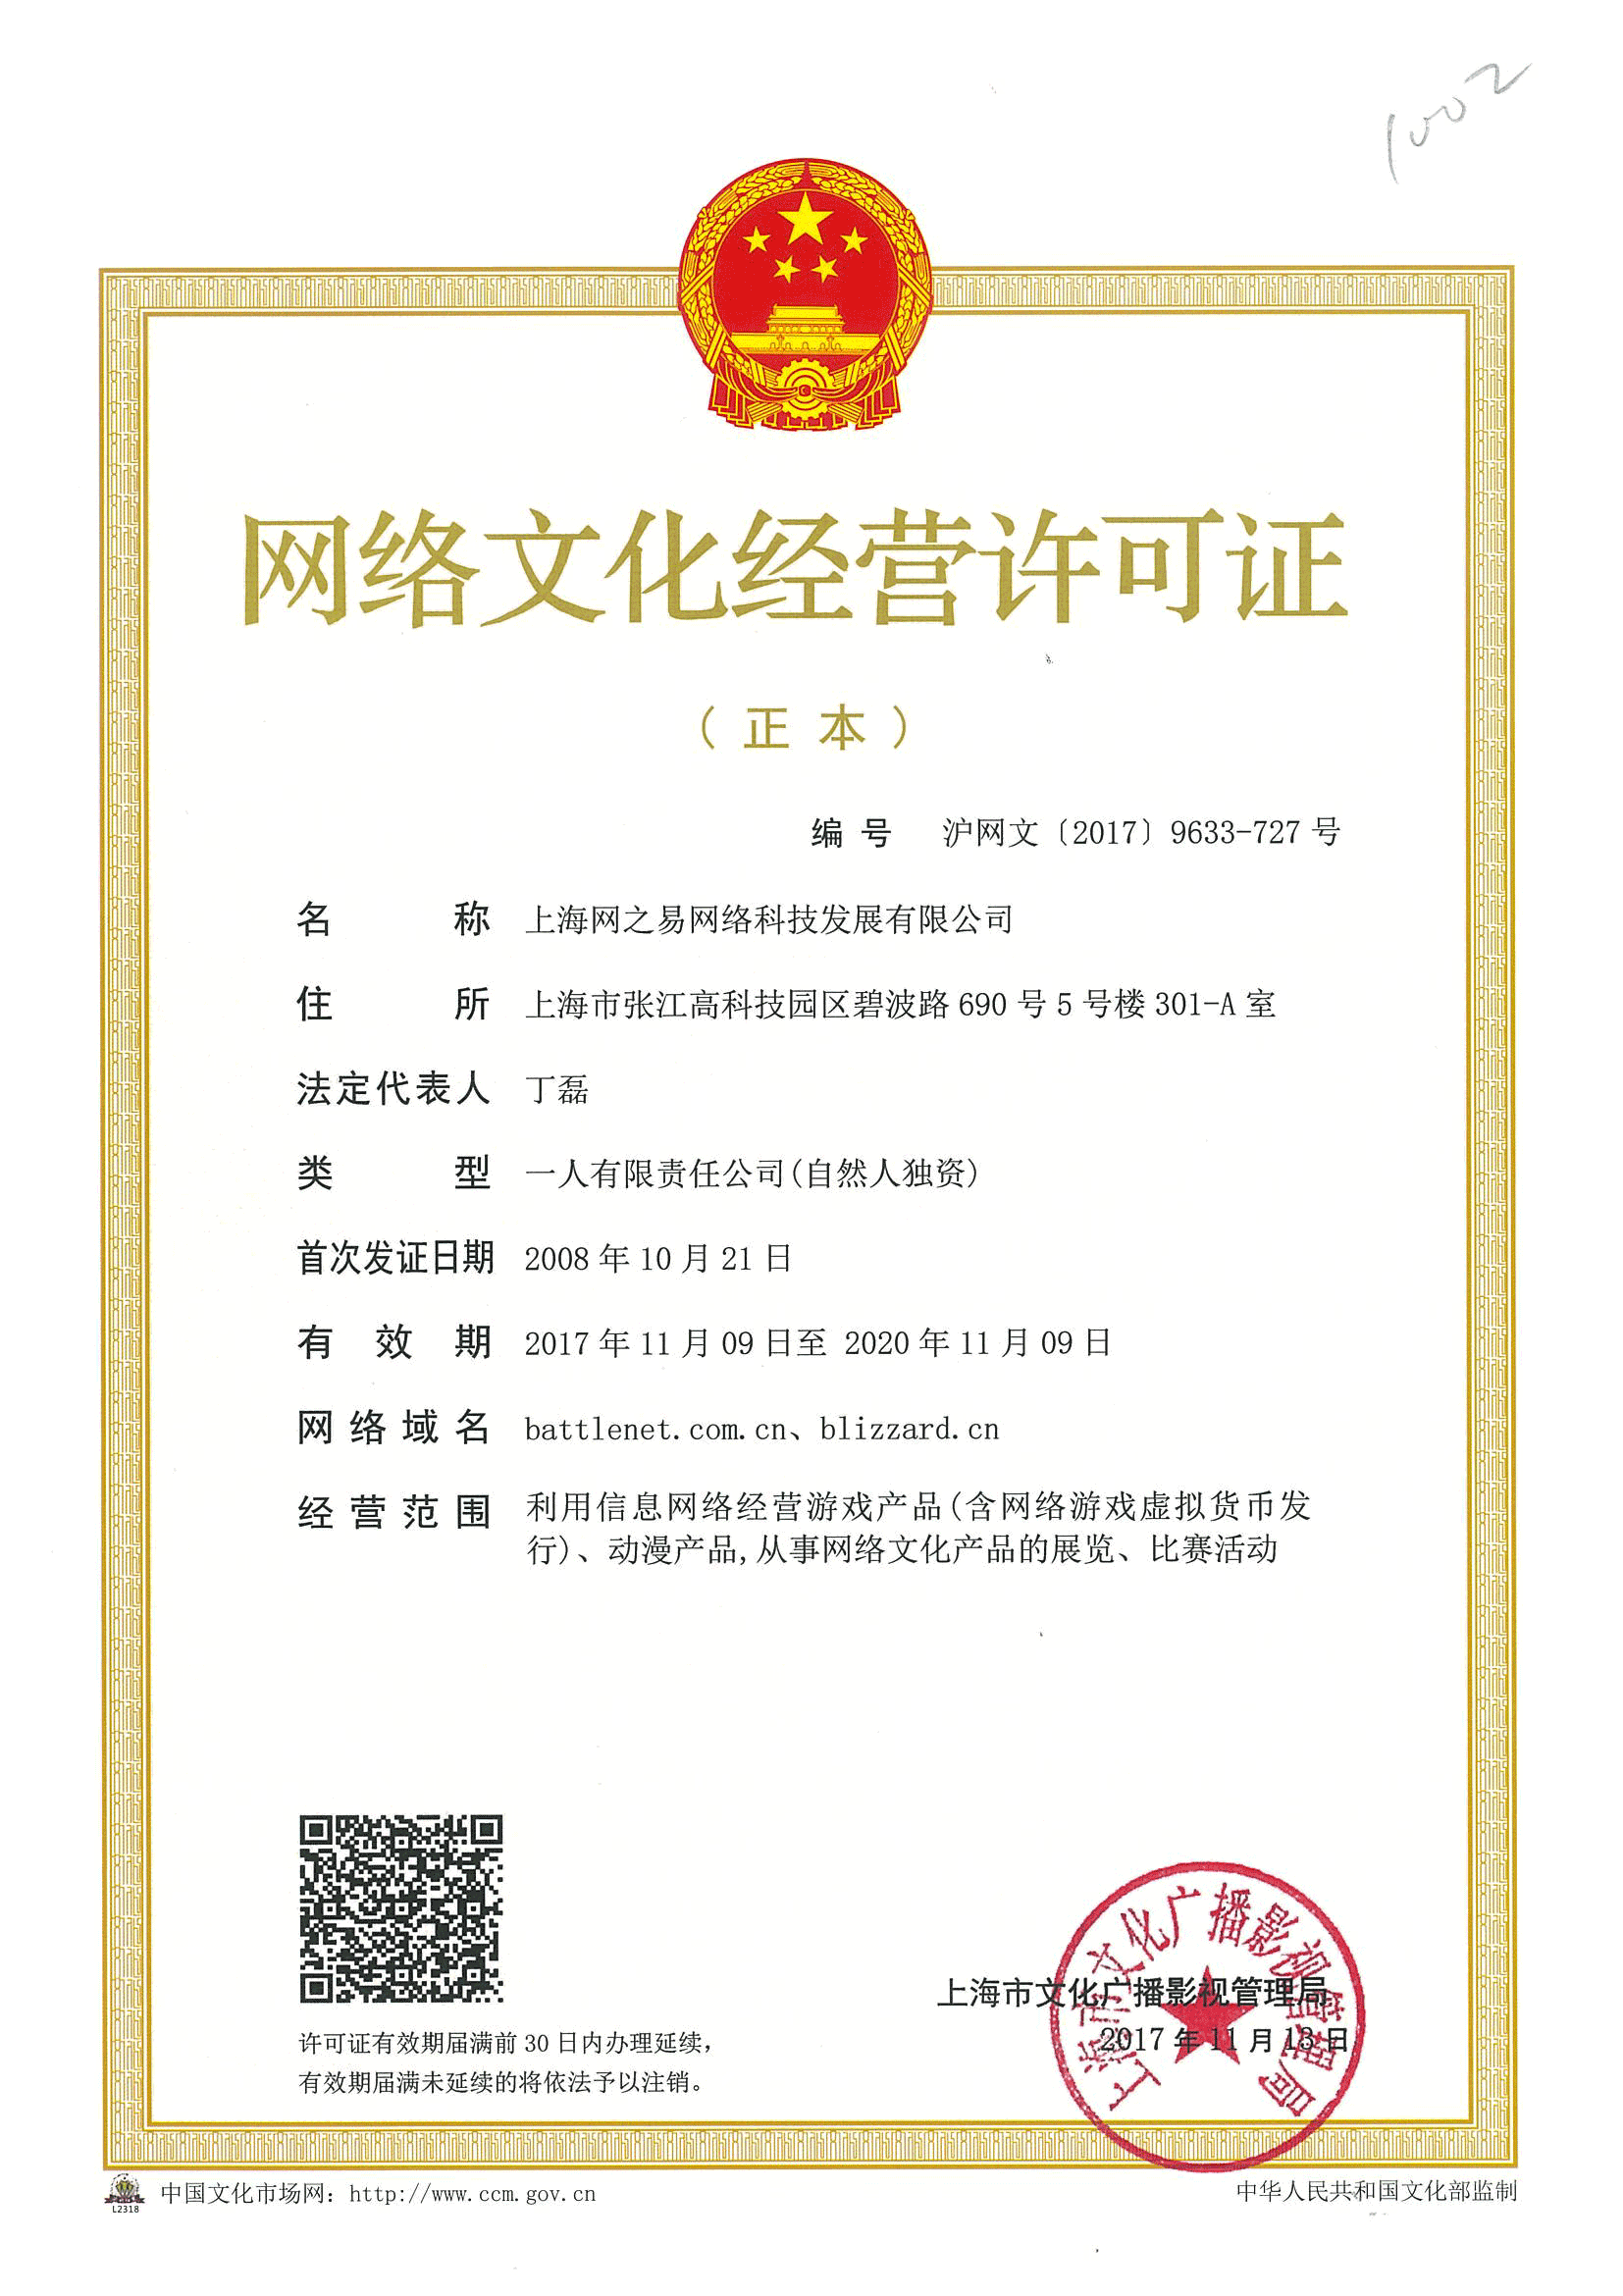 1002
网络文化经营许可证
（正本）
编号 沪网文〔2017〕9633-727号
名称 上海网之易网络科技发展有限公司
住所 上海市张江高科技园区碧波路690号5号楼301-A室
法定代表人 丁磊
类型 一人有限责任公司(自然人独资)
首次发证日期 2008年10月21日
有效期 2017年11月09日至 2020年11月09日
网络域名 battlenet.com.cn、blizzard.cn
经营范围 利用信息网络经营游戏产品(含网络游戏虚拟货币发
行)、动漫产品,从事网络文化产品的展览、比赛活动
上海市文化广播影视管理局
上海市文化广播影视管理局
2017年11月13日
许可证有效期届满前30日内办理延续，
有效期届满未延续的将依法予以注销。
L2318
中国文化市场网：http://www.ccm.gov.cn
中华人民共和国文化部监制